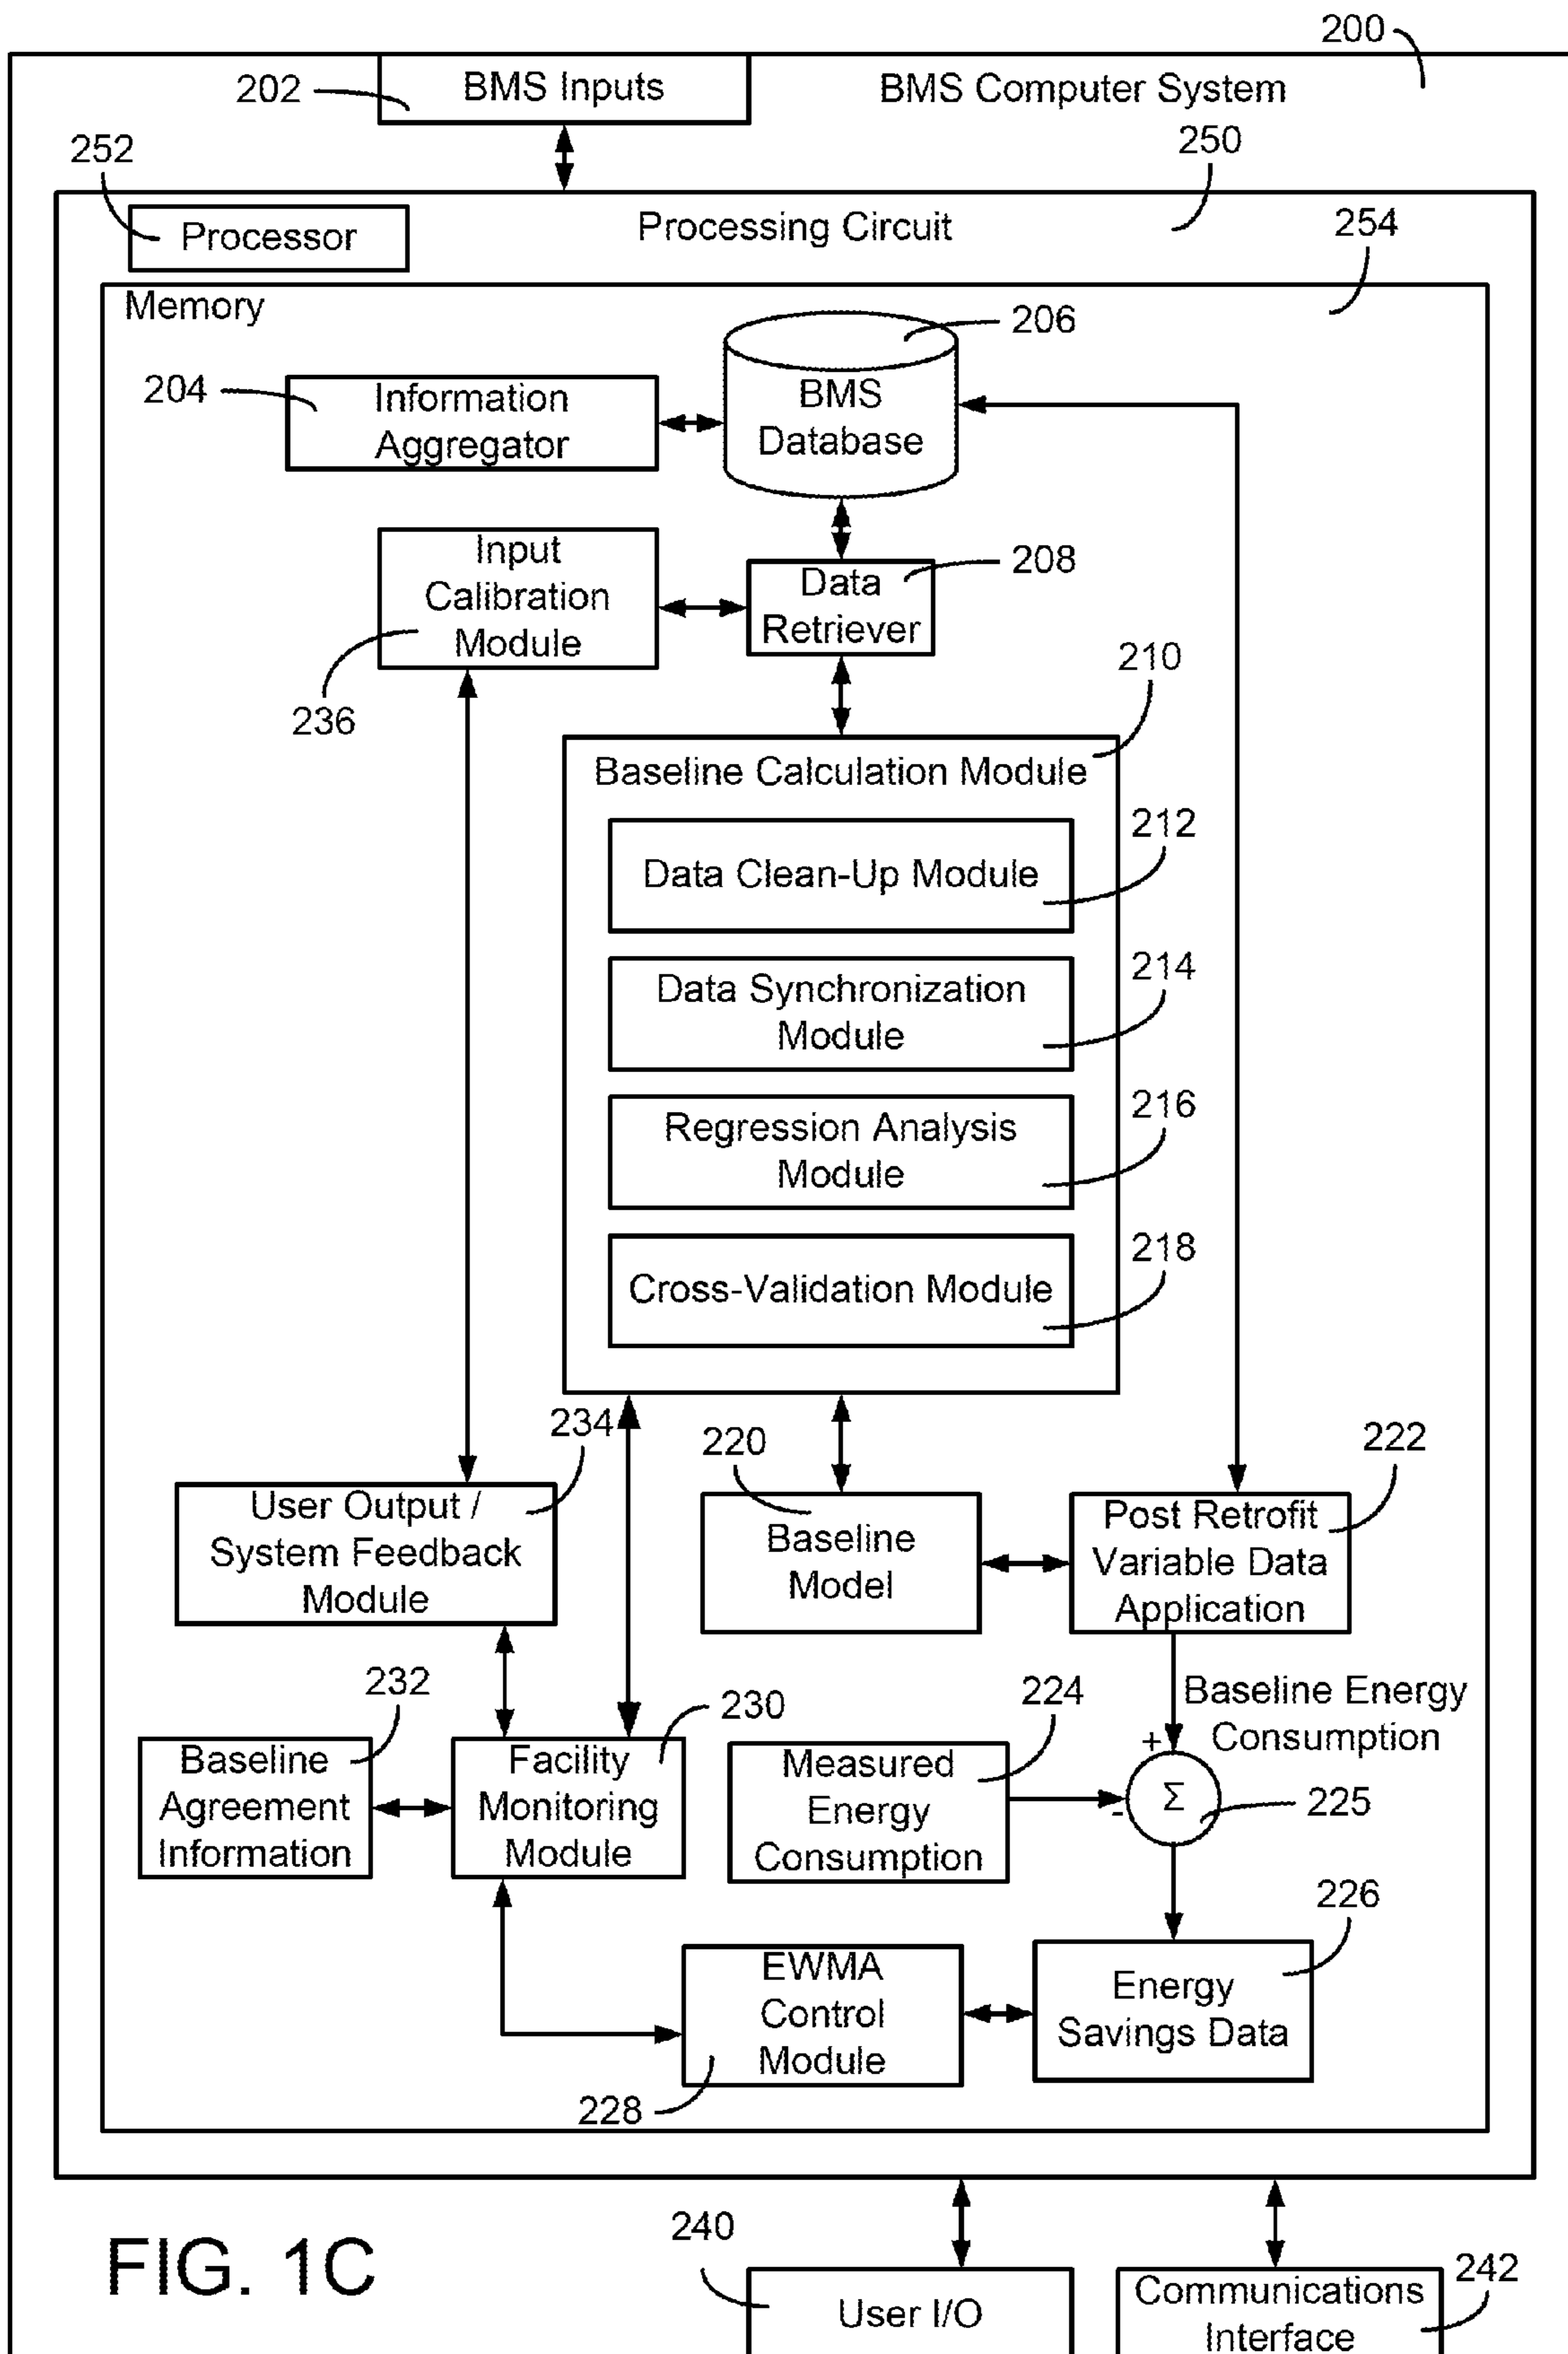 200
202
BMS Inputs
BMS Computer System
252
250
Processor
Processing Circuit
254
Memory
206
204
Information
Aggregator
BMS
Database
Input
Calibration
Module
208
Data
Retriever
236
210
Baseline Calculation Module
212
Data Clean-Up Module
214
Data Synchronization
Module
216
Regression Analysis
Module
218
Cross-Validation Module
234
220
222
User Output /
System Feedback
Module
Baseline
Model
Post Retrofit
Variable Data
Application
232
230
224
Baseline Energy
Consumption
+
Baseline
Agreement
Information
Facility
Monitoring
Module
Measured
Energy
Consumption
-
Σ
225
226
EWMA
Control
Module
Energy
Savings Data
228
240
FIG. 1C
User I/O
Communications
Interface
242